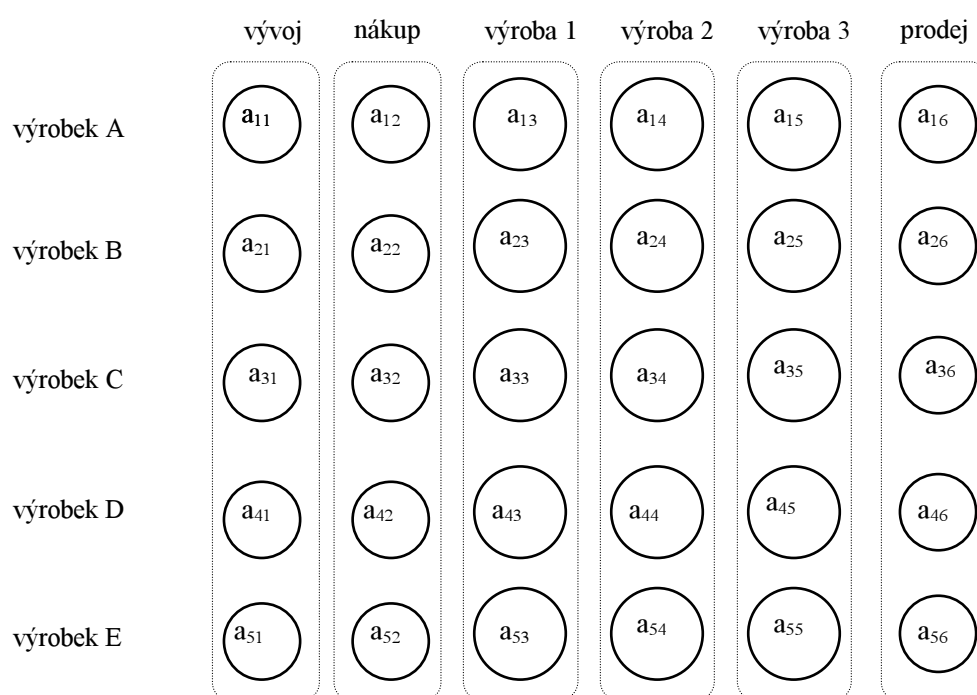 vývoj nákup výroba 1 výroba 2 výroba 3 prodej
výrobek A a11 a12 a13 a14 a15 a16
výrobek B a21 a22 a23 a24 a25 a26
výrobek C a31 a32 a33 a34 a35 a36
výrobek D a41 a42 a43 a44 a45 a46
výrobek E a51 a52 a53 a54 a55 a56